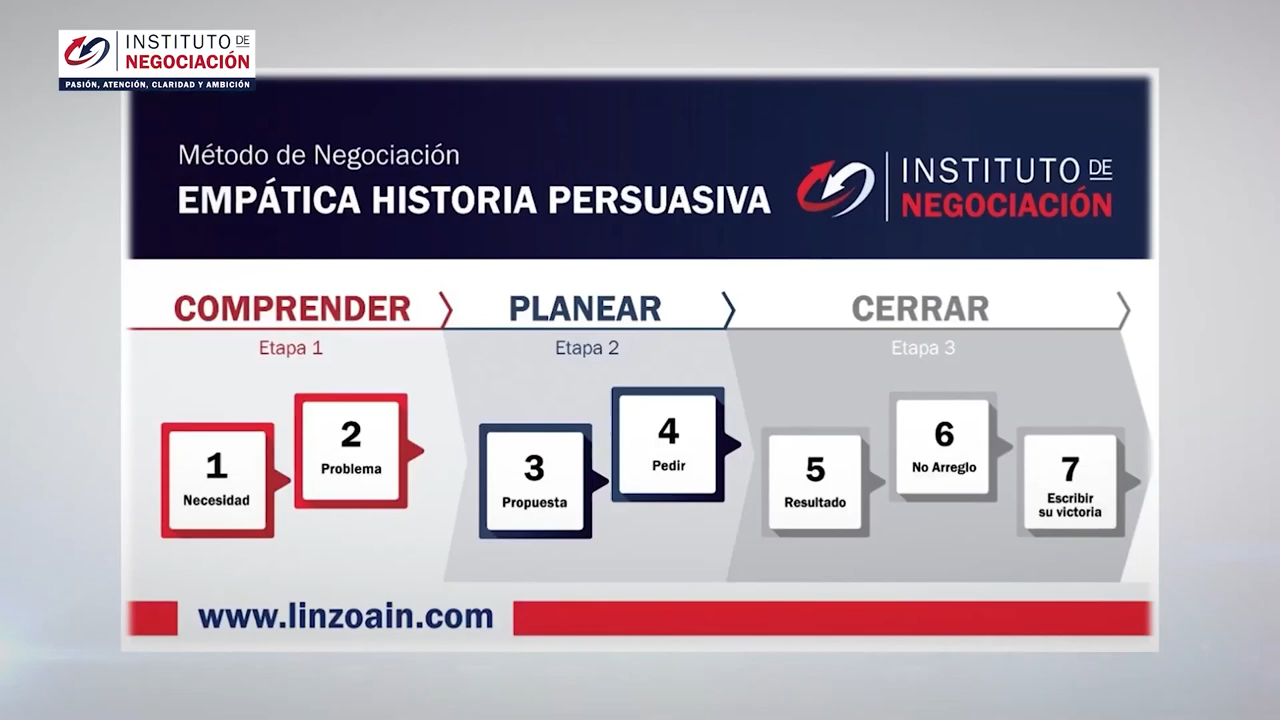 INSTITUTO DE
NEGOCIACIÓN
PASIÓN, ATENCIÓN, CLARIDAD Y AMBICIÓN
Método de Negociación
EMPÁTICA HISTORIA PERSUASIVA
INSTITUTO DE
NEGOCIACIÓN
COMPRENDER
PLANEAR
CERRAR
Etapa 1
Etapa 2
Etapa 3
1
Necesidad
2
Problema
3
Propuesta
4
Pedir
5
Resultado
6
No Arreglo
7
Escribir
su victoria
www.linzoain.com